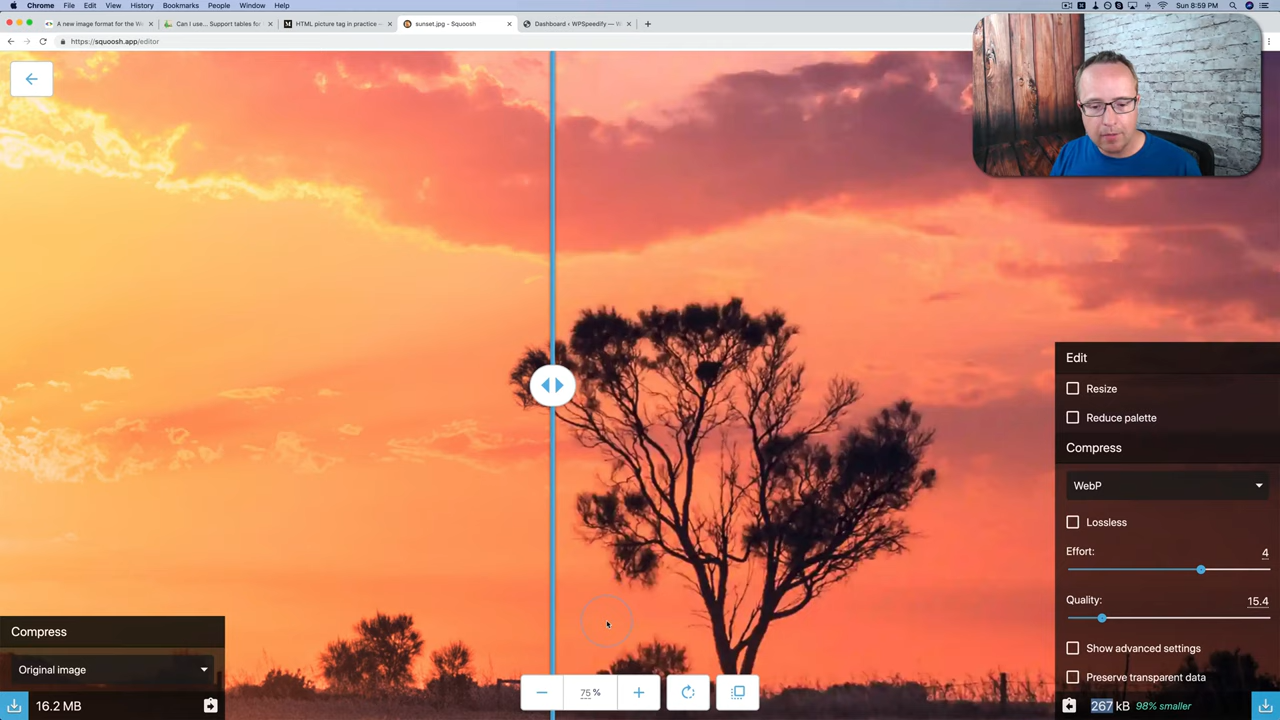 Chrome File Edit View History Bookmarks People Window Help
Sun 8:59 PM
A new image format for the W
Can I use... Support tables for
HTML picture tag in practice –
sunset.jpg - Squoosh
Dashboard ‹ WPSpeedify — W
https://squoosh.app/editor
Edit
Resize
Reduce palette
Compress
WebP
Lossless
Effort: 4
Quality: 15.4
Show advanced settings
Preserve transparent data
267 kB 98% smaller
Compress
Original image
16.2 MB
75 %